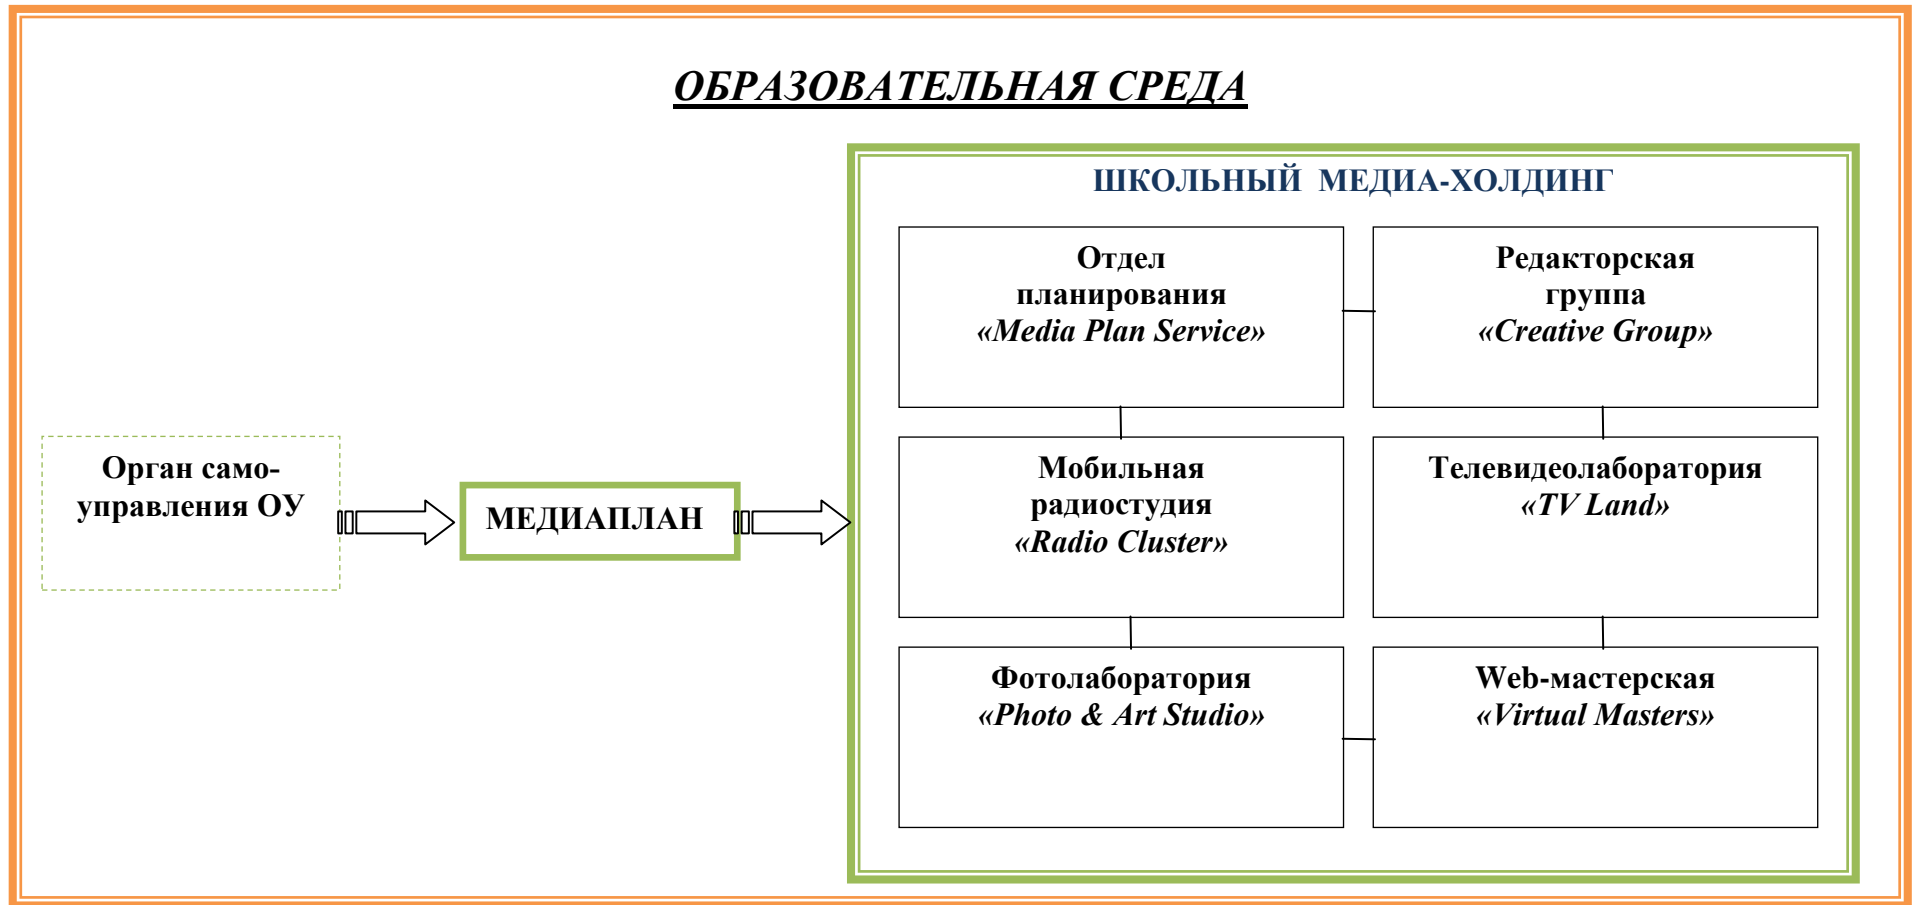 ОБРАЗОВАТЕЛЬНАЯ СРЕДА
ШКОЛЬНЫЙ МЕДИА-ХОЛДИНГ
Отдел
планирования
«Media Plan Service»
Редакторская
группа
«Creative Group»
Орган само-
управления ОУ
МЕДИАПЛАН
Мобильная
радиостудия
«Radio Cluster»
Телевидеолаборатория
«TV Land»
Фотолаборатория
«Photo & Art Studio»
Web-мастерская
«Virtual Masters»